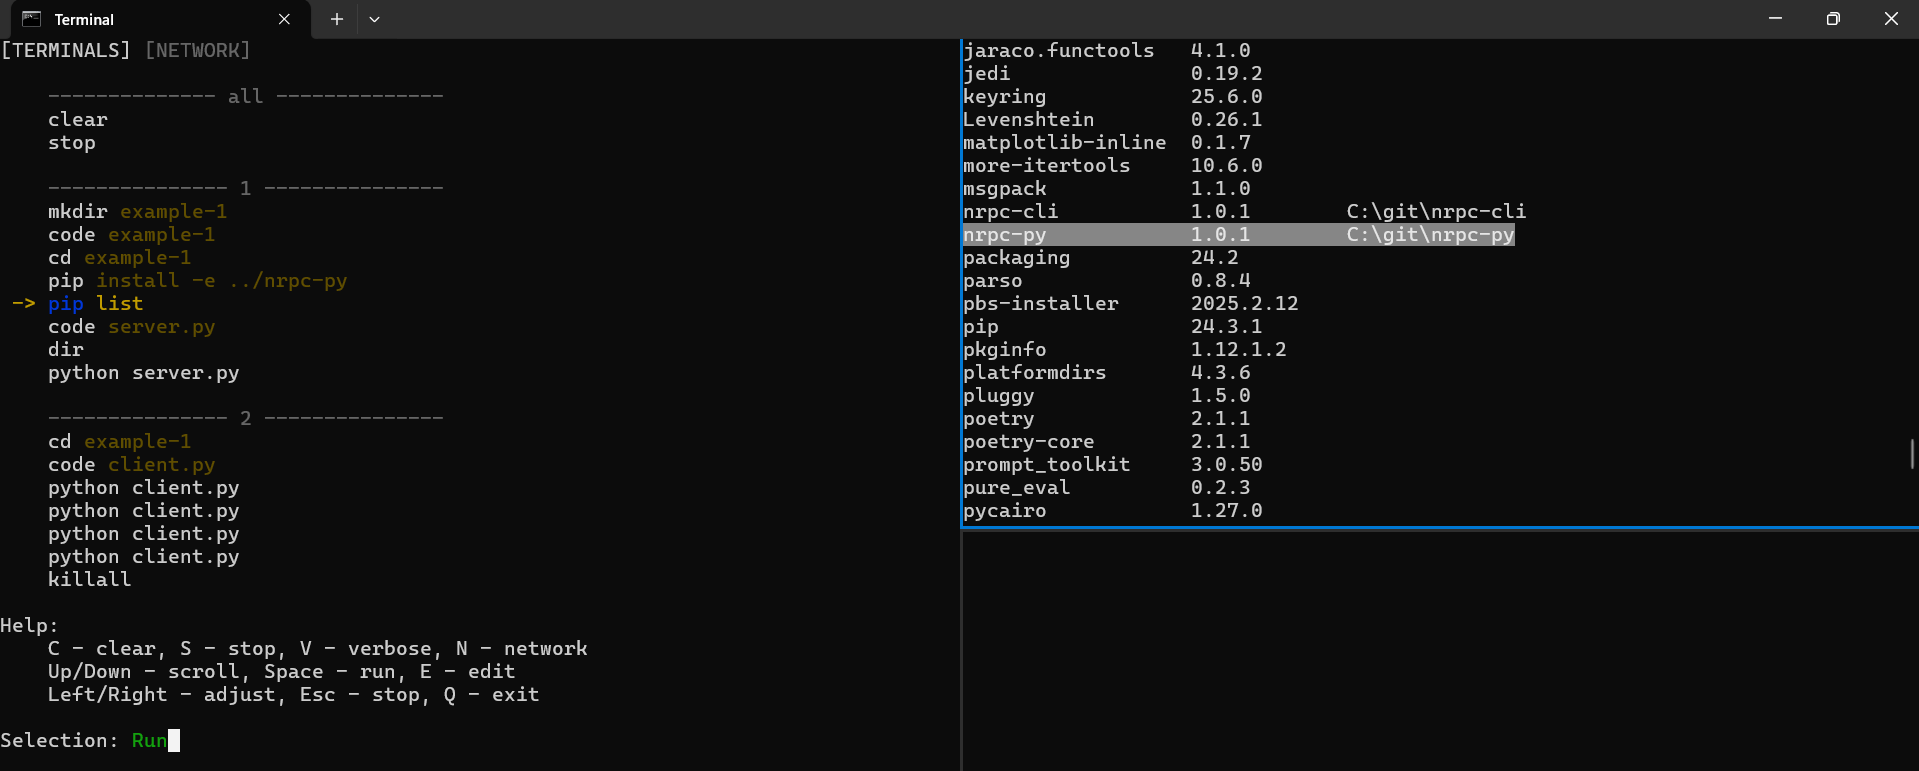 Terminal
[TERMINALS] [NETWORK]
-------------- all --------------
clear
stop
--------------- 1 ---------------
mkdir example-1
code example-1
cd example-1
pip install -e ../nrpc-py
-> pip list
code server.py
dir
python server.py
--------------- 2 ---------------
cd example-1
code client.py
python client.py
python client.py
python client.py
python client.py
killall
Help:
C - clear, S - stop, V - verbose, N - network
Up/Down - scroll, Space - run, E - edit
Left/Right - adjust, Esc - stop, Q - exit
Selection: Run
jaraco.functools 4.1.0
jedi 0.19.2
keyring 25.6.0
Levenshtein 0.26.1
matplotlib-inline 0.1.7
more-itertools 10.6.0
msgpack 1.1.0
nrpc-cli 1.0.1 C:\git\nrpc-cli
nrpc-py 1.0.1 C:\git\nrpc-py
packaging 24.2
parso 0.8.4
pbs-installer 2025.2.12
pip 24.3.1
pkginfo 1.12.1.2
platformdirs 4.3.6
pluggy 1.5.0
poetry 2.1.1
poetry-core 2.1.1
prompt_toolkit 3.0.50
pure_eval 0.2.3
pycairo 1.27.0